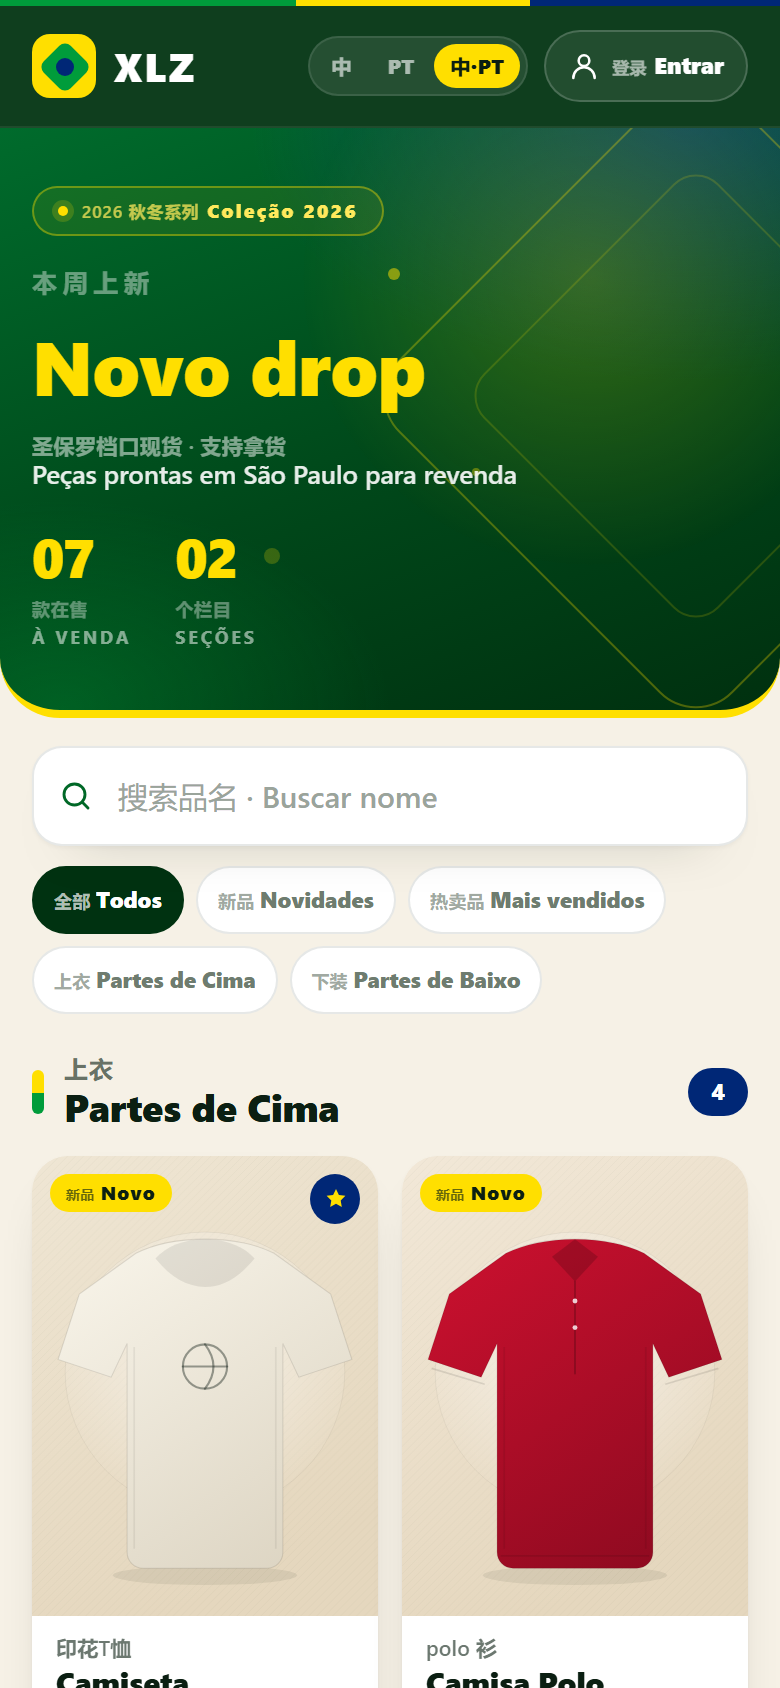 XLZ
中 PT 中·PT
登录 Entrar
2026 秋冬系列 Coleção 2026
本周上新
Novo drop
圣保罗档口现货 · 支持拿货
Peças prontas em São Paulo para revenda
07 02
款在售 个栏目
À VENDA SEÇÕES
搜索品名 · Buscar nome
全部 Todos 新品 Novidades 热卖品 Mais vendidos
上衣 Partes de Cima 下装 Partes de Baixo
上衣
Partes de Cima
4
新品 Novo
新品 Novo
印花T恤
Camiseta
polo 衫
Camisa Polo